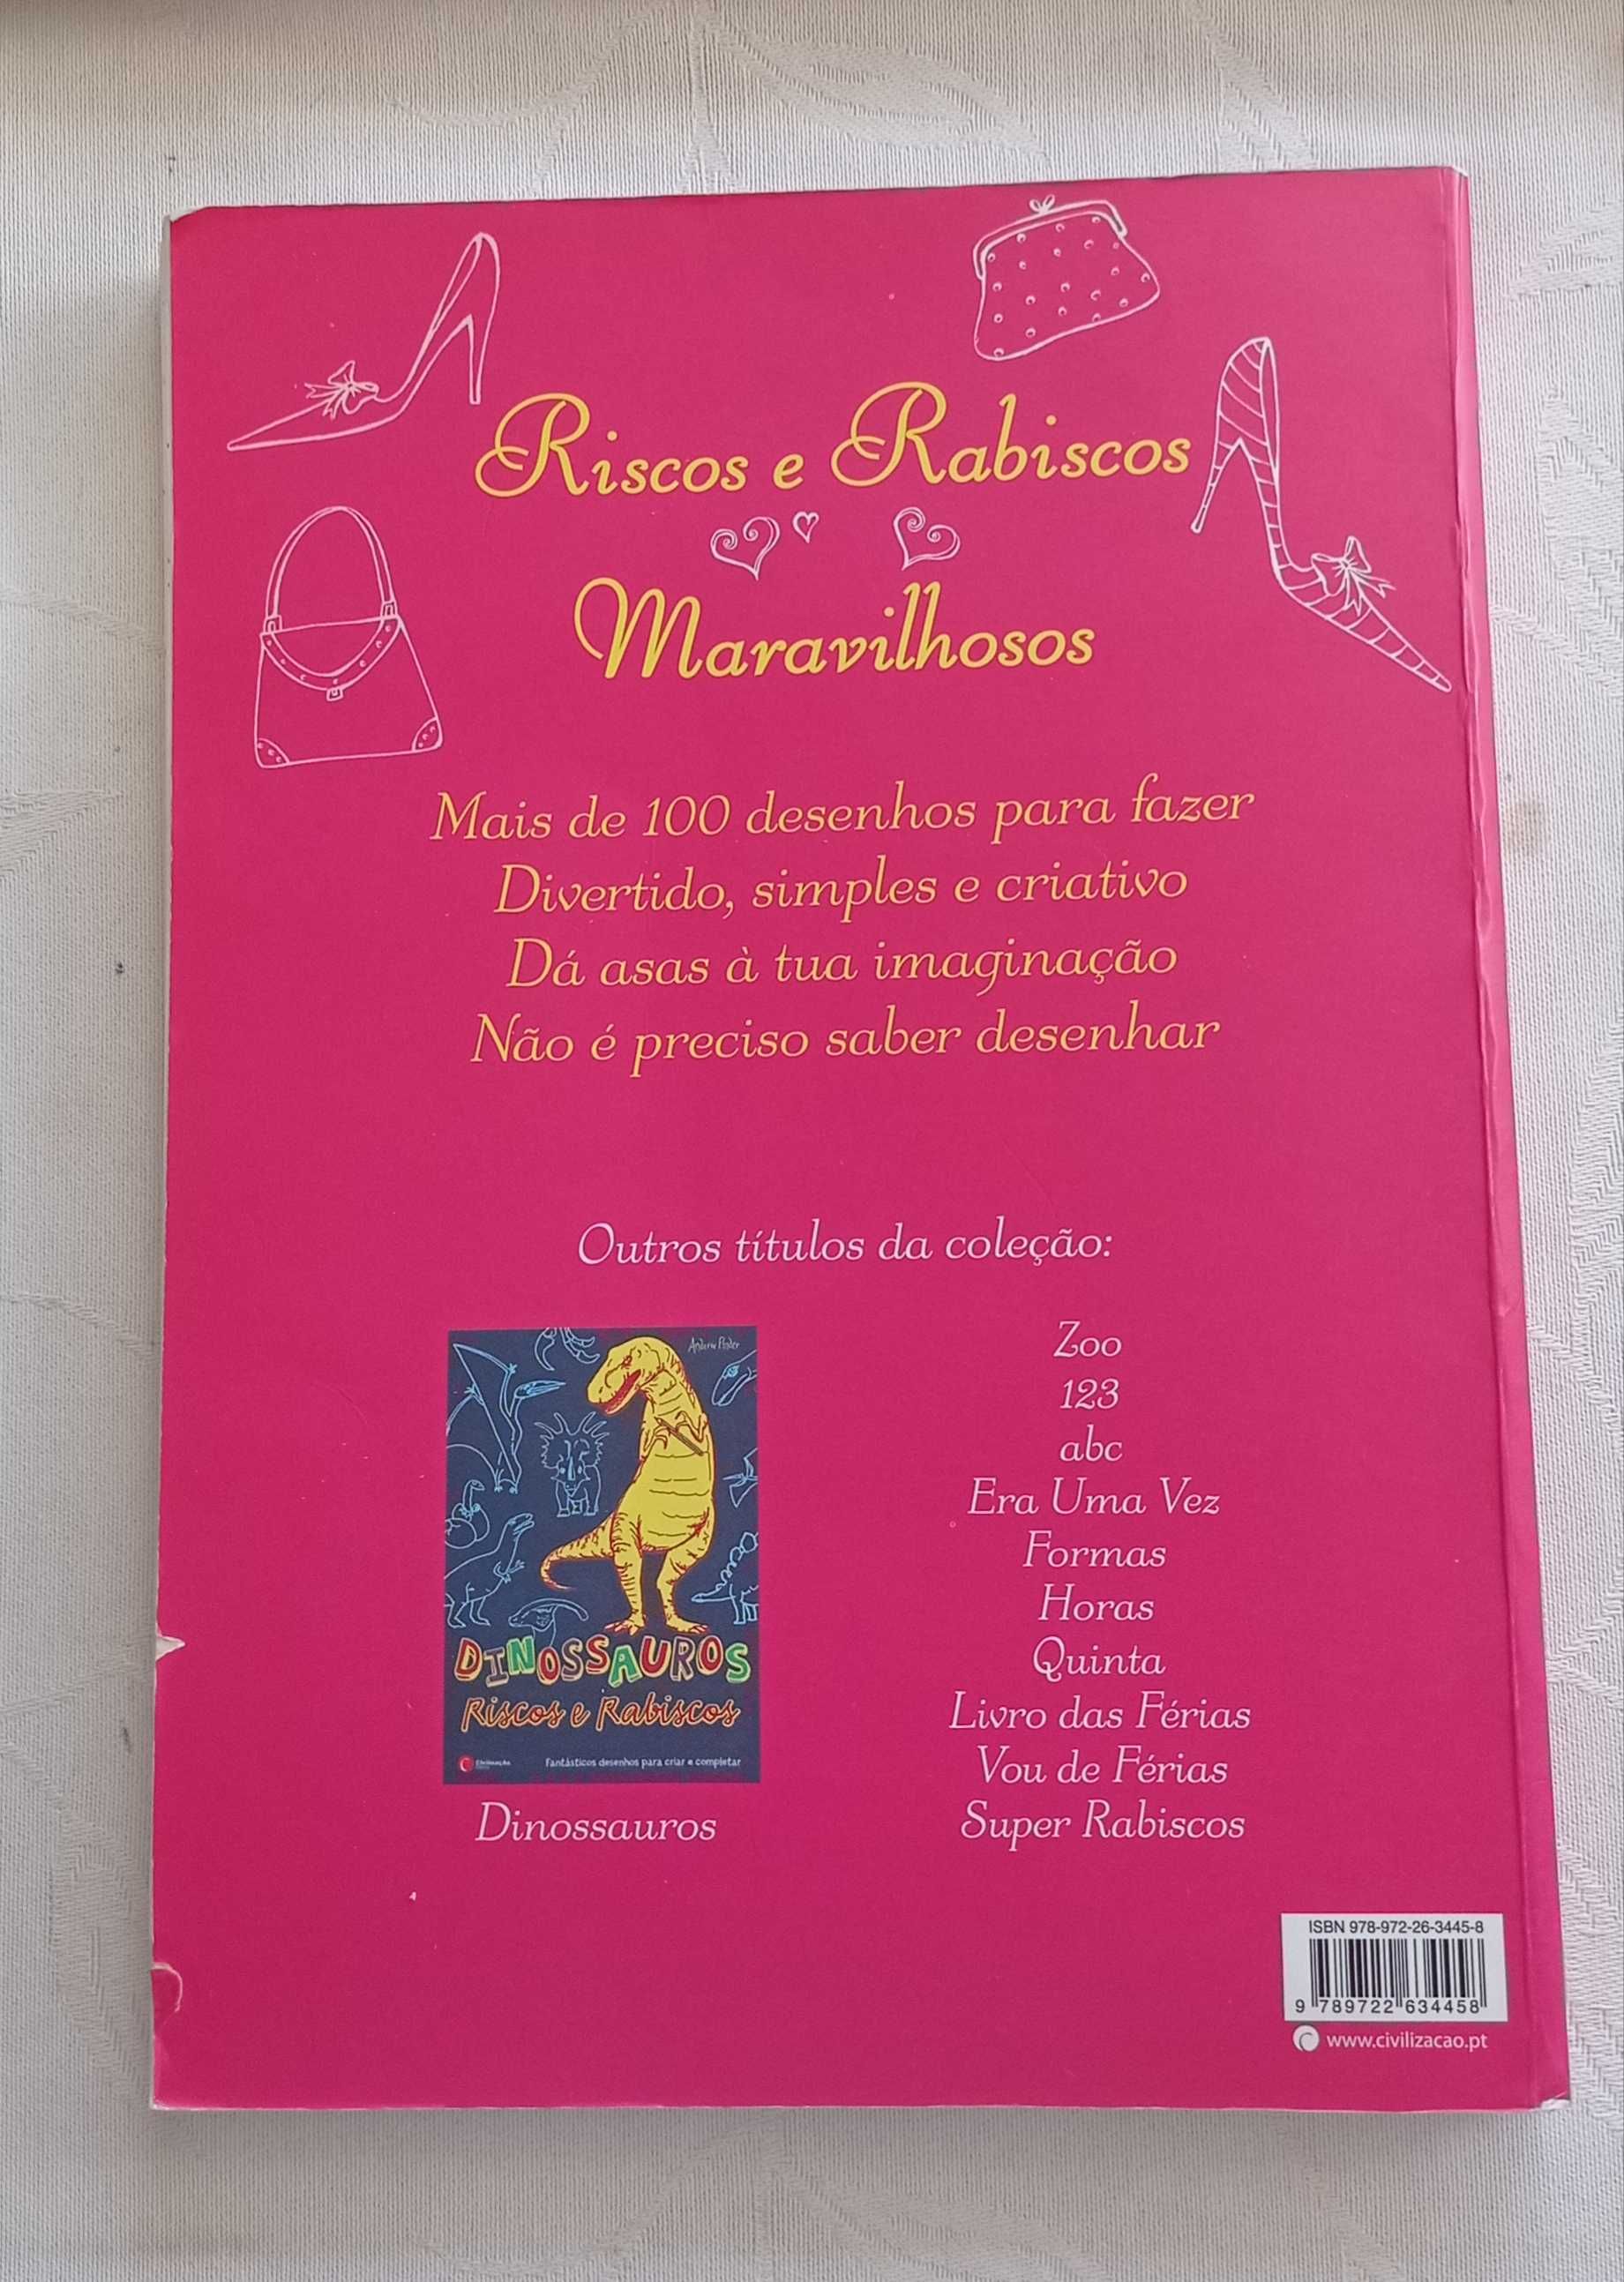 Riscos e Rabiscos
Maravilhosos
Mais de 100 desenhos para fazer
Divertido, simples e criativo
Dá asas à tua imaginação
Não é preciso saber desenhar
Outros títulos da coleção:
Andrew Pinder
DINOSSAUROS
Riscos e Rabiscos
Civilização
Fantásticos desenhos para criar e completar
Dinossauros
Zoo
123
abc
Era Uma Vez
Formas
Horas
Quinta
Livro das Férias
Vou de Férias
Super Rabiscos
ISBN 978-972-26-3445-8
9 789722 634458
www.civilizacao.pt